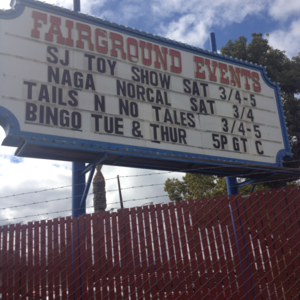 FAIRGROUND EVENTS
SJ TOY SHOW SAT 3/4-5
NAGA NORCAL SAT 3/4
TAILS N NO TALES 3/4-5
BINGO TUE & THUR 5P GT C